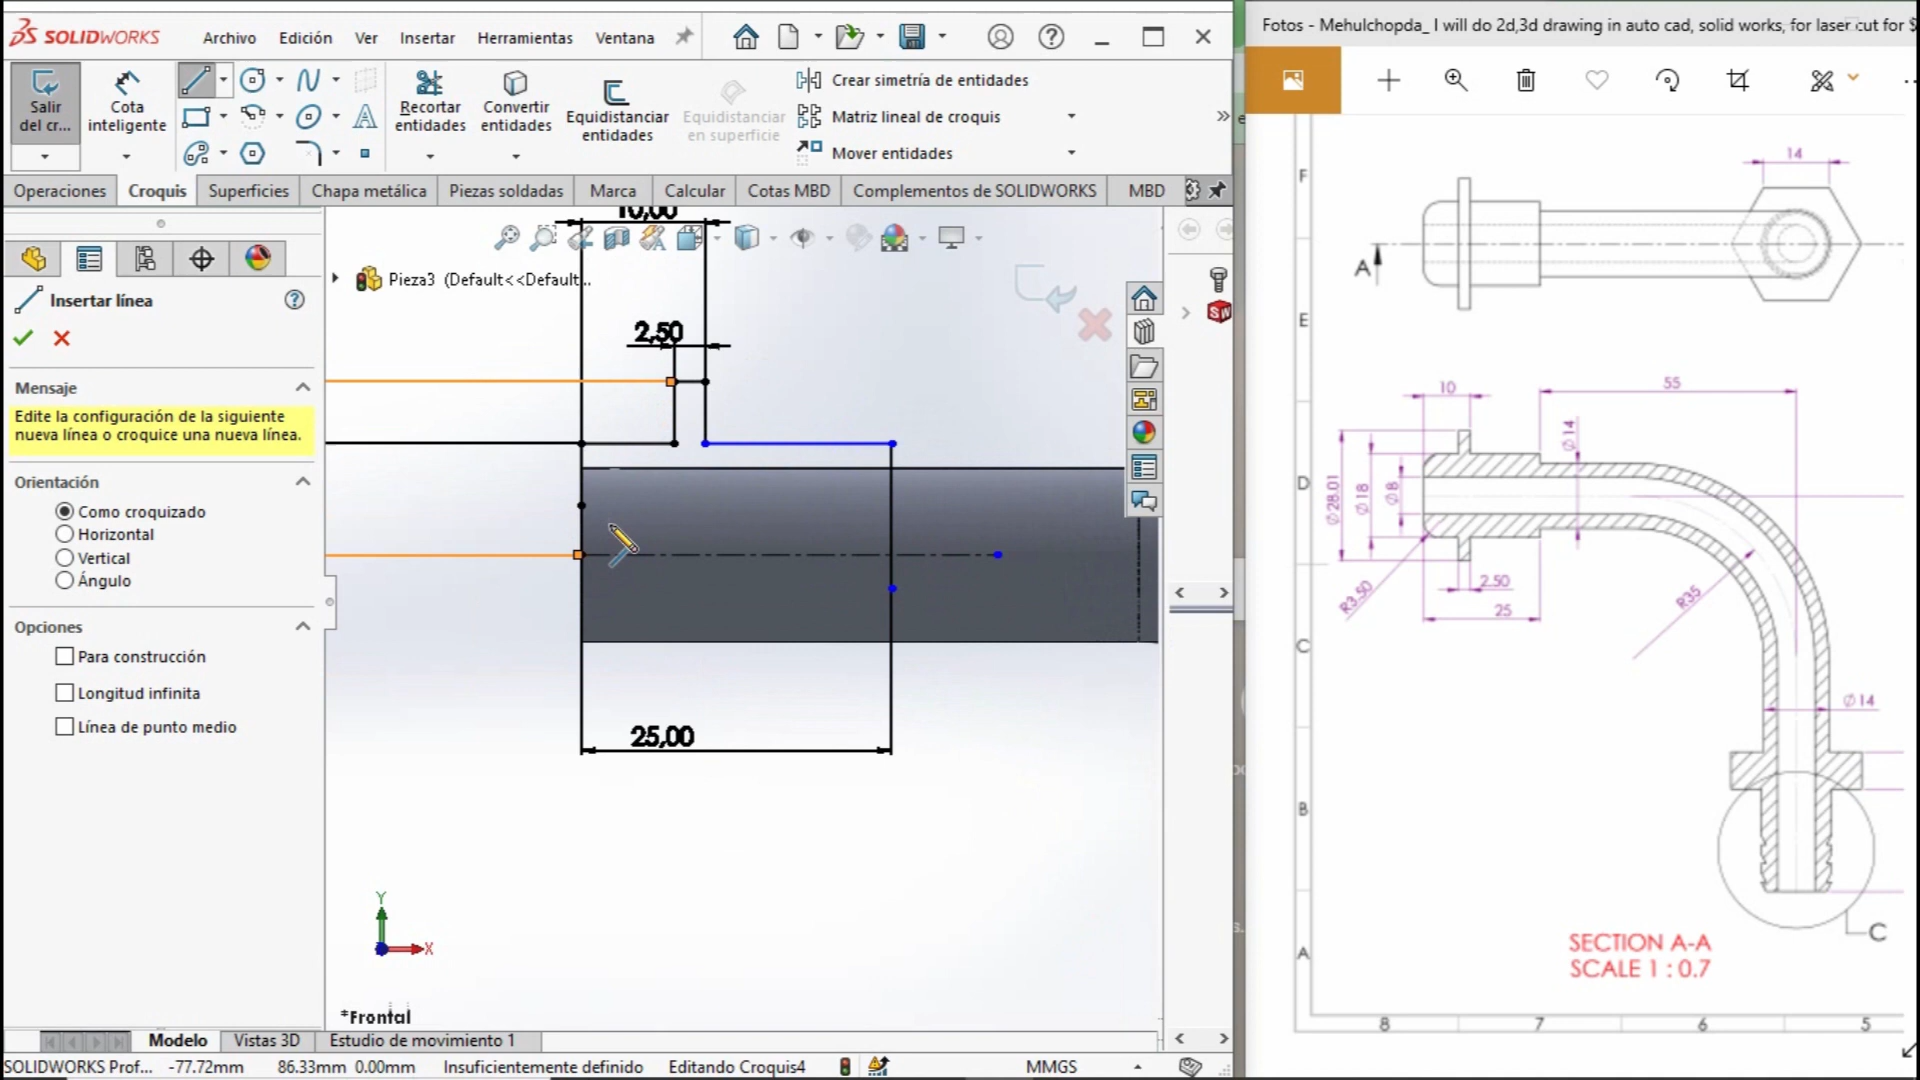 SOLIDWORKS
Archivo
Edición
Ver
Insertar
Herramientas
Ventana
Fotos - Mehulchopda_ I will do 2d,3d drawing in auto cad, solid works, for laser cut for $
Salir
del cr...
Cota
inteligente
Recortar
entidades
Convertir
entidades
Equidistanciar
entidades
Equidistanciar
en superficie
Crear simetría de entidades
Matriz lineal de croquis
Mover entidades
Operaciones
Croquis
Superficies
Chapa metálica
Piezas soldadas
Marca
Calcular
Cotas MBD
Complementos de SOLIDWORKS
MBD
Pieza3 (Default<<Default...
Insertar línea
Mensaje
Edite la configuración de la siguiente
nueva línea o croquice una nueva línea.
Orientación
Como croquizado
Horizontal
Vertical
Ángulo
Opciones
Para construcción
Longitud infinita
Línea de punto medio
10,00
2,50
25,00
Y
X
*Frontal
Modelo
Vistas 3D
Estudio de movimiento 1
SOLIDWORKS Prof...
-77.72mm
86.33mm 0.00mm
Insuficientemente definido
Editando Croquis4
MMGS
F
14
A
E
10
55
Ø14
D
Ø28.01
Ø18
Ø8
R3.50
2.50
25
R35
C
Ø14
B
C
A
SECTION A-A
SCALE 1 : 0.7
8
7
6
5